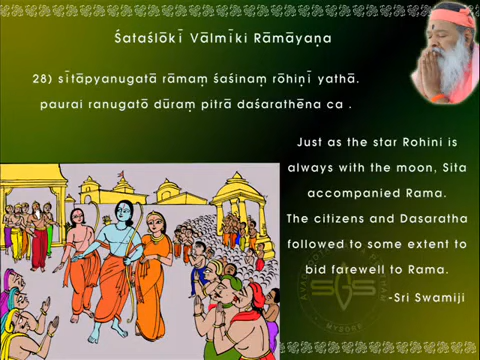 Śataślōkī Vālmīki Rāmāyaṇa
28) sītāpyanugatā rāmaṃ śaśinaṃ rōhiṇī yathā.
paurai ranugatō dūraṃ pitrā daśarathēna ca .
Just as the star Rohini is
always with the moon, Sita
accompanied Rama.
The citizens and Dasaratha
followed to some extent to
bid farewell to Rama.
-Sri Swamiji
MYSORE